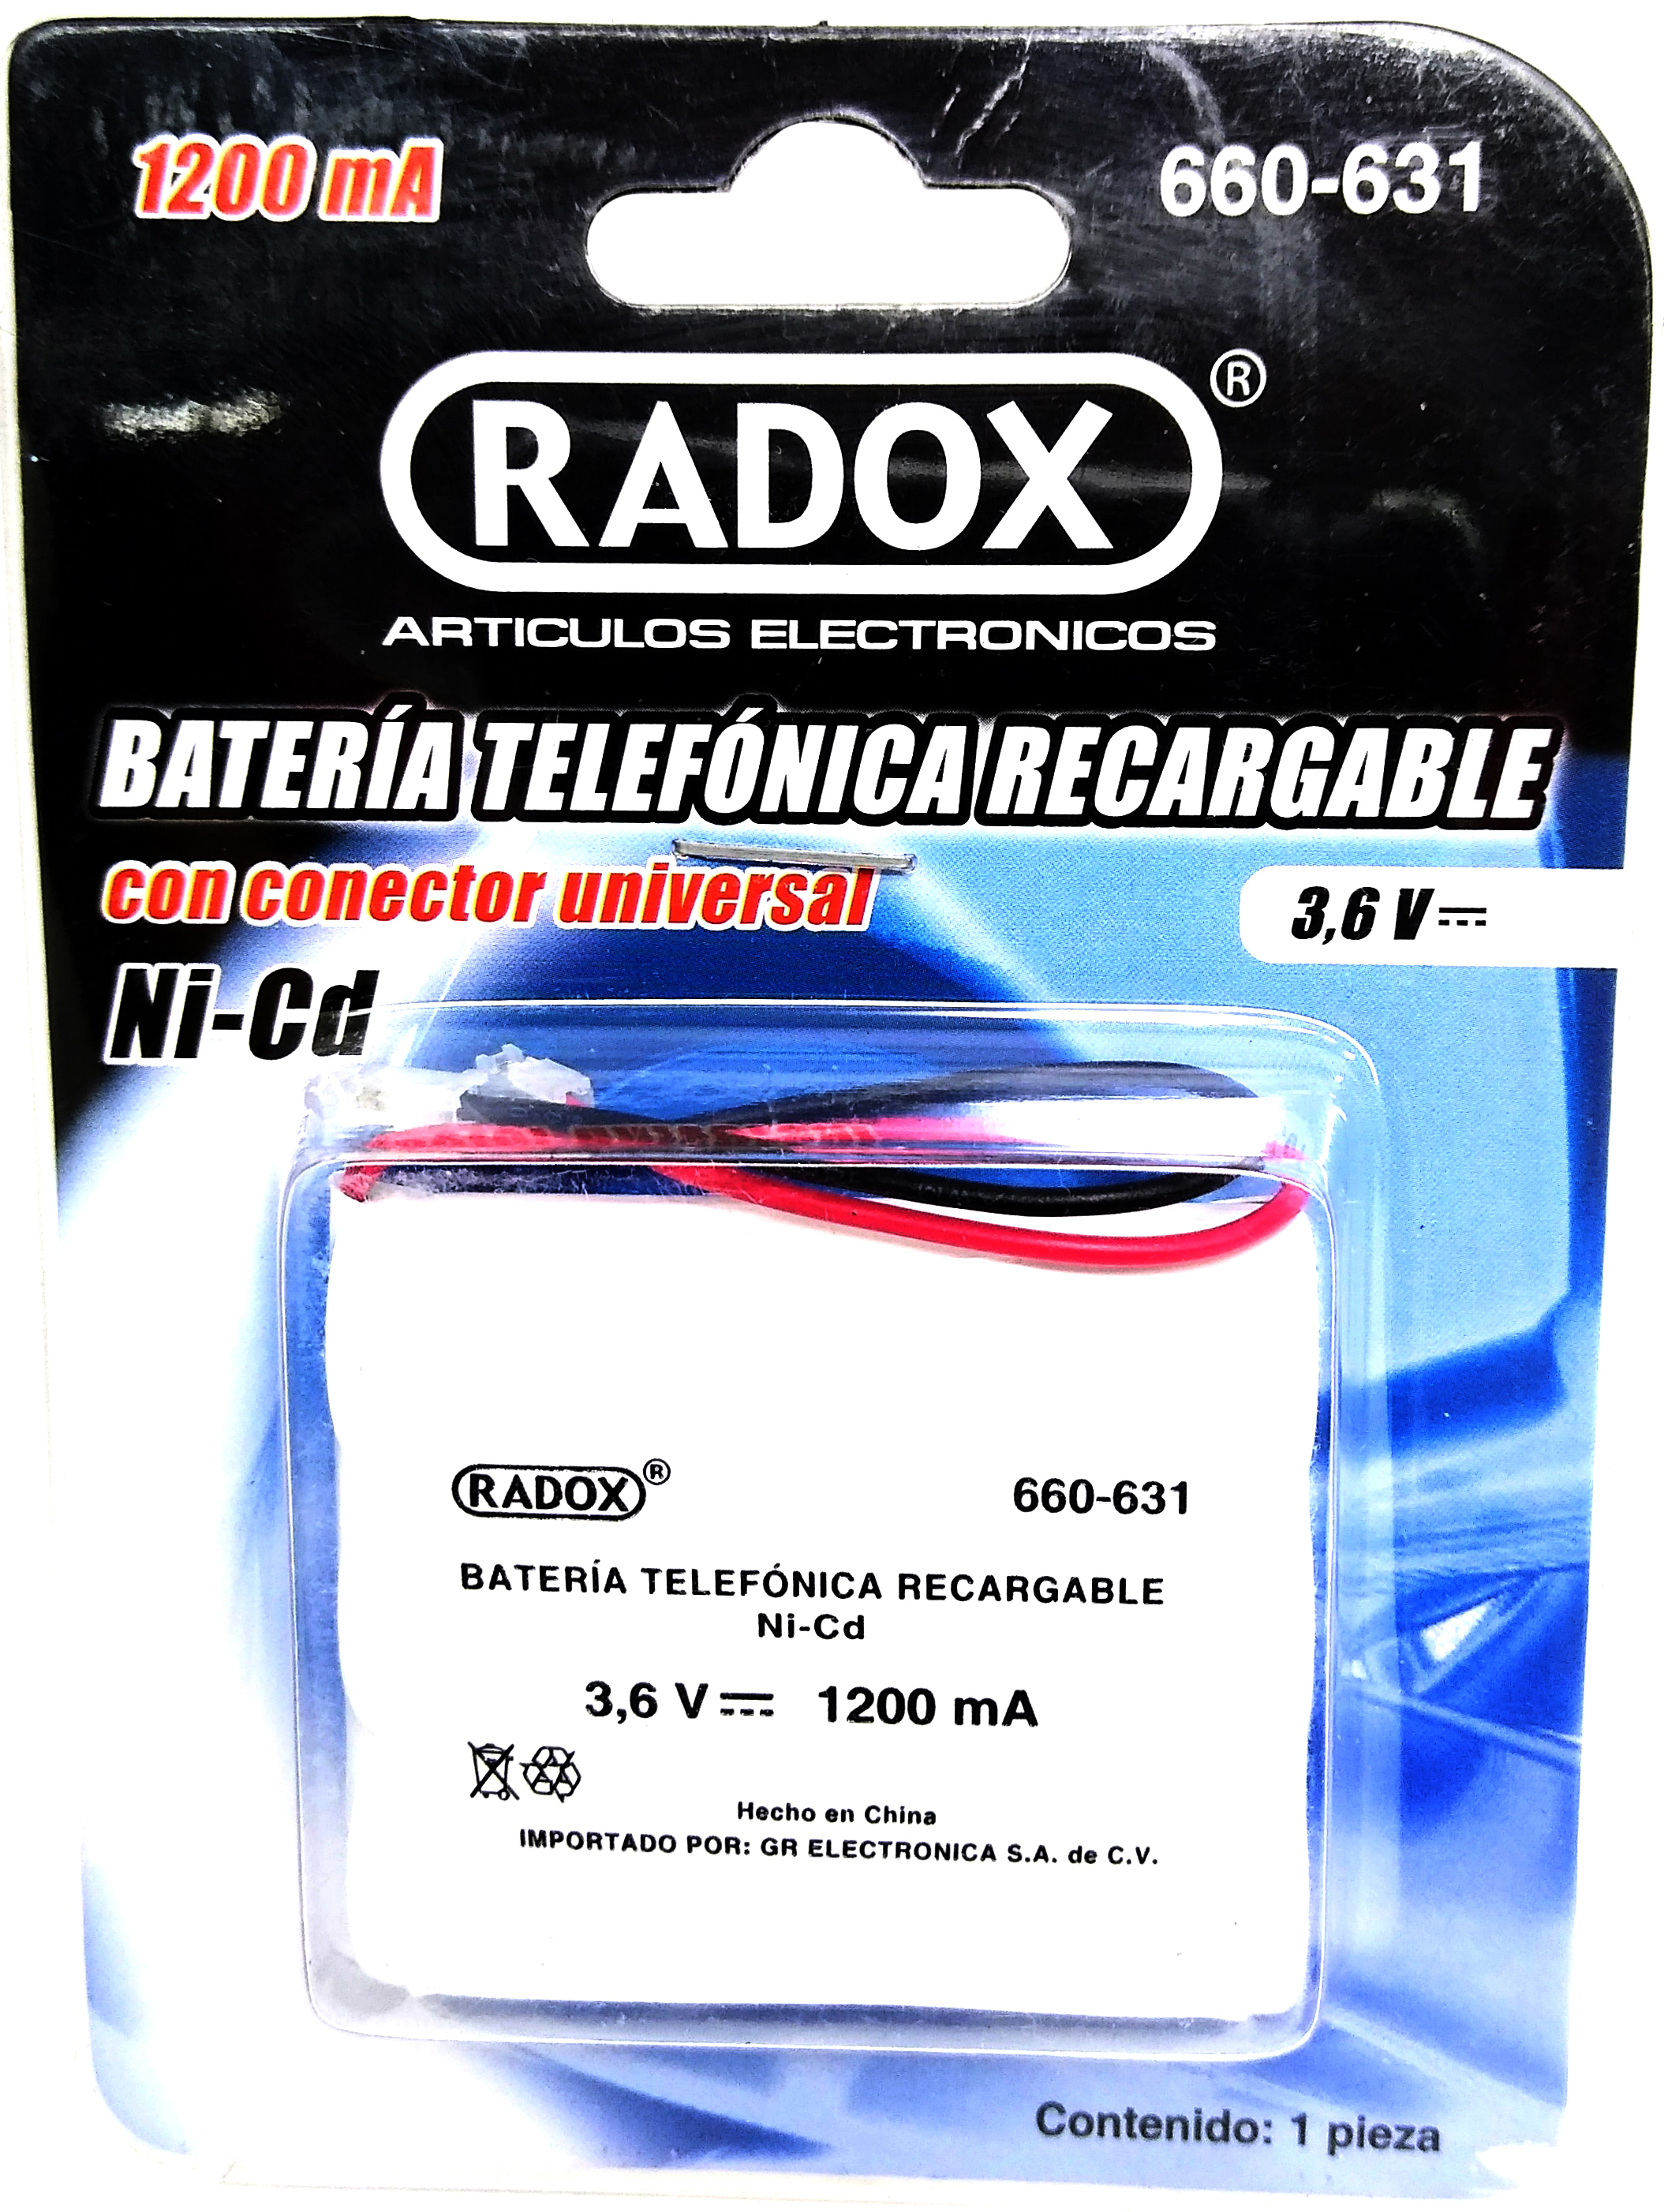 1200 mA
660-631
RADOX®
ARTICULOS ELECTRONICOS
BATERÍA TELEFÓNICA RECARGABLE
con conector universal
3,6 V⎓
Ni-Cd
RADOX®
660-631
BATERÍA TELEFÓNICA RECARGABLE
Ni-Cd
3,6 V⎓ 1200 mA
Hecho en China
IMPORTADO POR: GR ELECTRONICA S.A. de C.V.
Contenido: 1 pieza